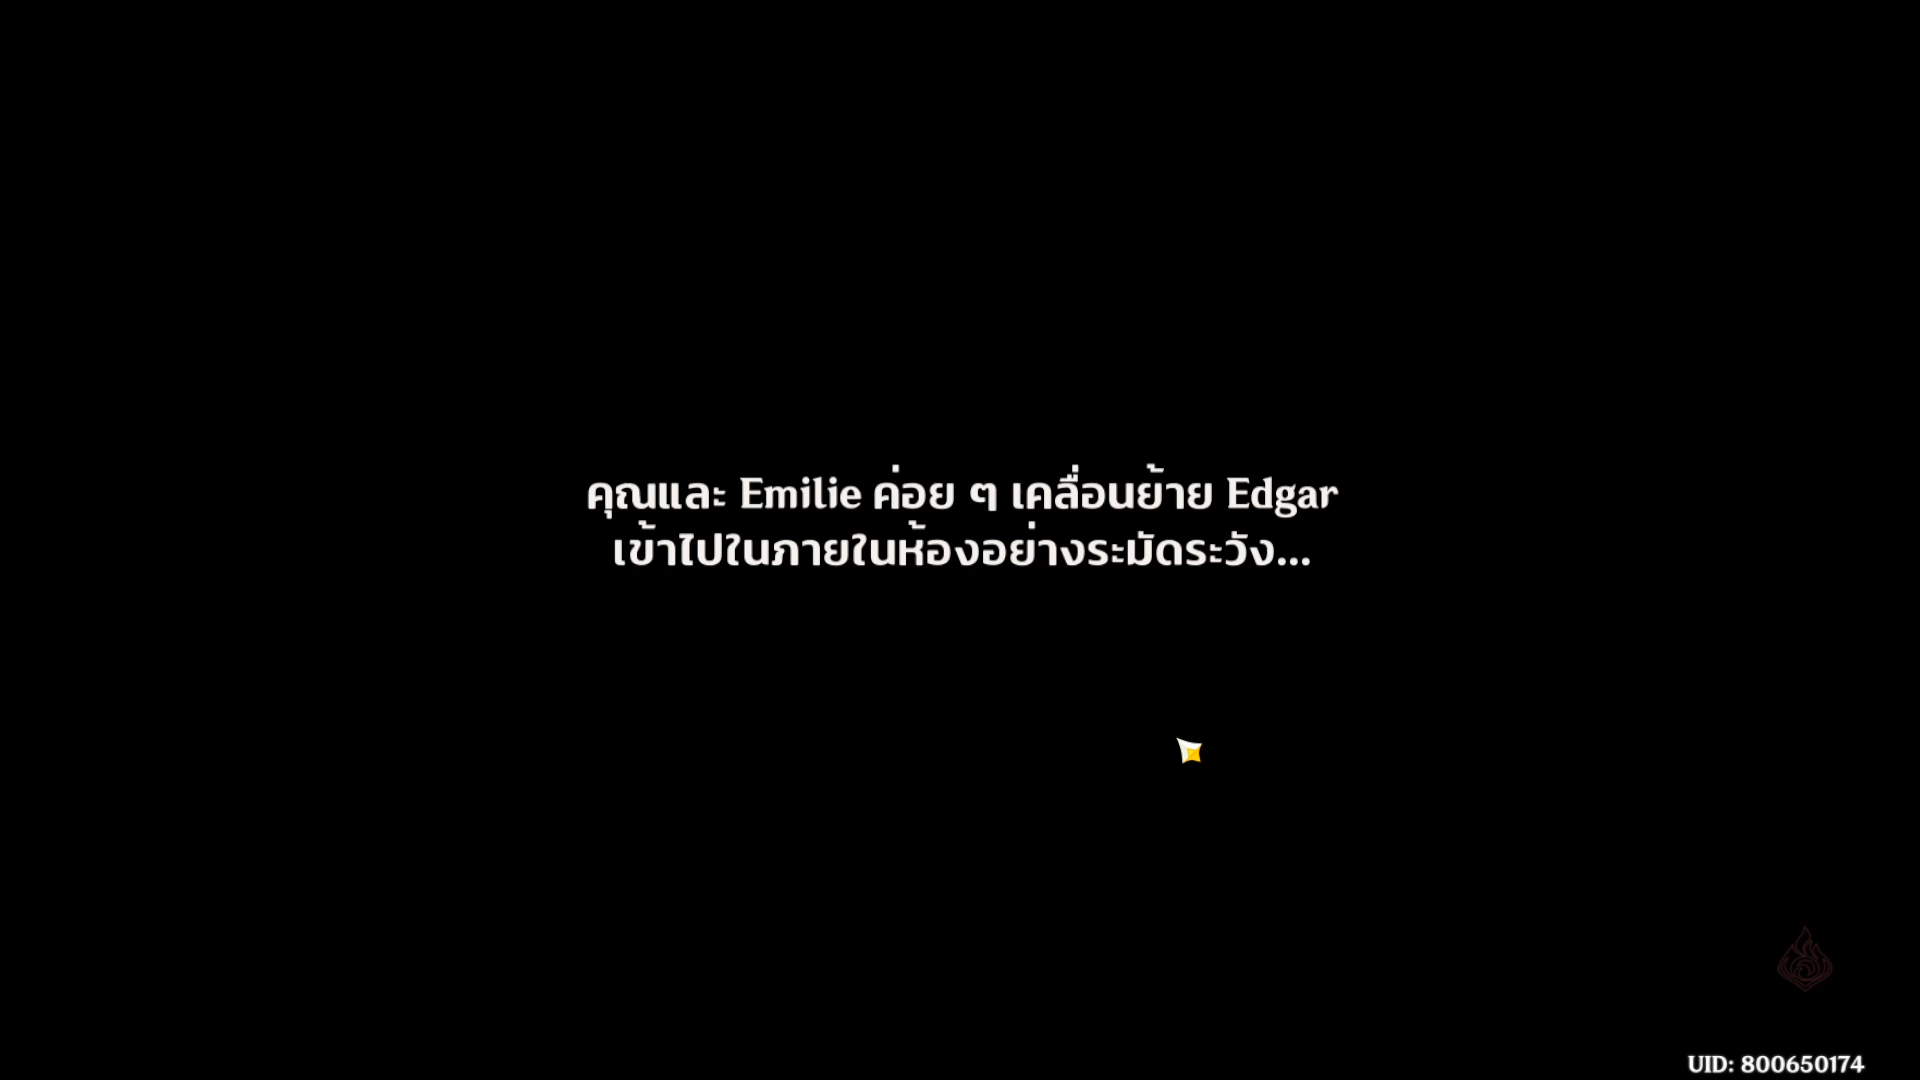 คุณและ Emilie ค่อย ๆ เคลื่อนย้าย Edgar
เข้าไปในภายในห้องอย่างระมัดระวัง...
UID: 800650174